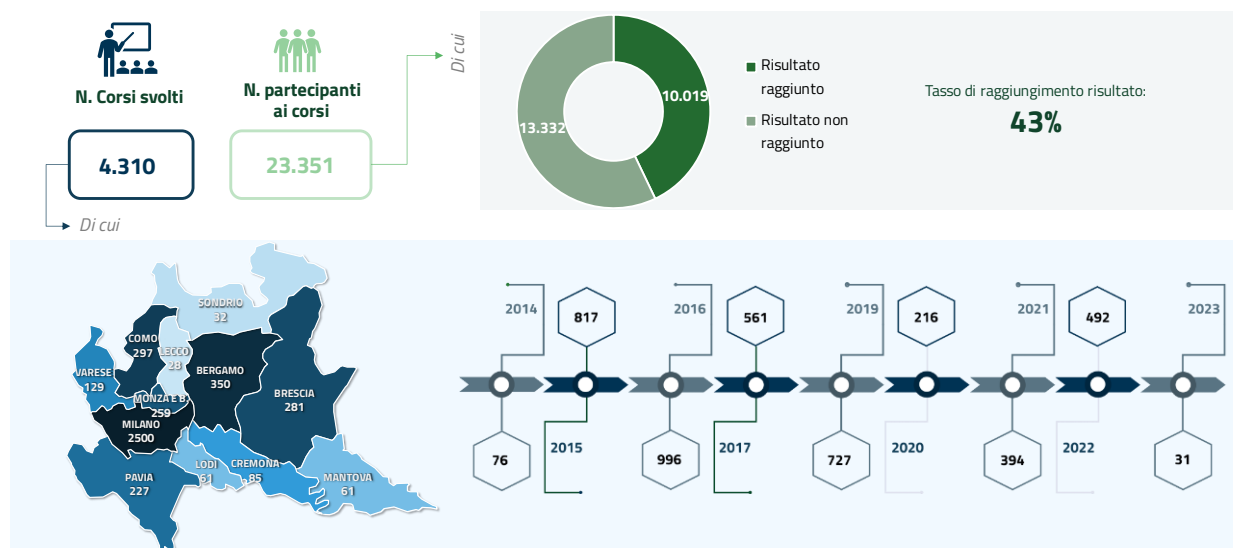 N. Corsi svolti
N. partecipanti
ai corsi
4.310
23.351
Di cui
Di cui
10.019
13.332
Risultato
raggiunto
Risultato non
raggiunto
Tasso di raggiungimento risultato:
43%
SONDRIO
32
COMO
297
LECCO
28
VARESE
129
BERGAMO
350
BRESCIA
281
MONZA E B.
259
MILANO
2500
PAVIA
227
LODI
61
CREMONA
85
MANTOVA
61
2014
817
2016
561
2019
216
2021
492
2023
76
2015
996
2017
727
2020
394
2022
31